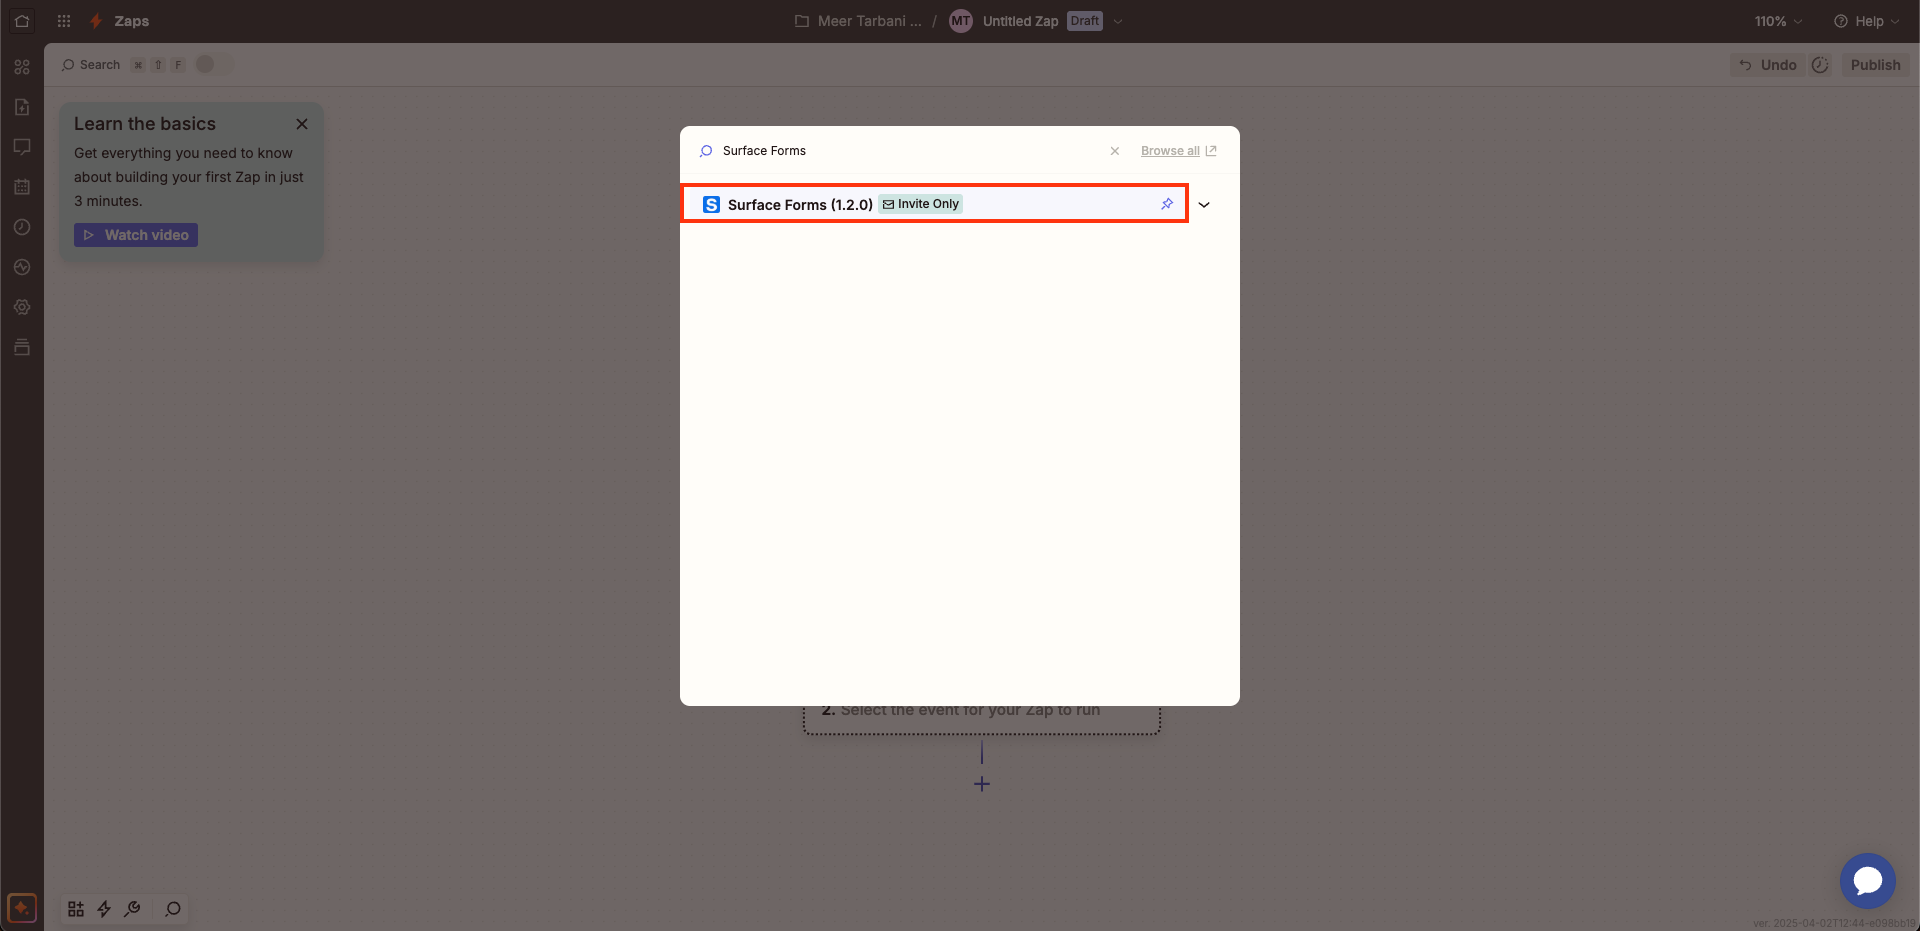 Zaps
Meer Tarbani ... / MT Untitled Zap Draft
110%
Help
Search ⌘ ⇧ F
Undo
Publish
Learn the basics
Get everything you need to know
about building your first Zap in just
3 minutes.
Watch video
Surface Forms
Browse all
S Surface Forms (1.2.0) Invite Only
2. Select the event for your Zap to run
ver. 2025-04-02T12:44-e098bb19